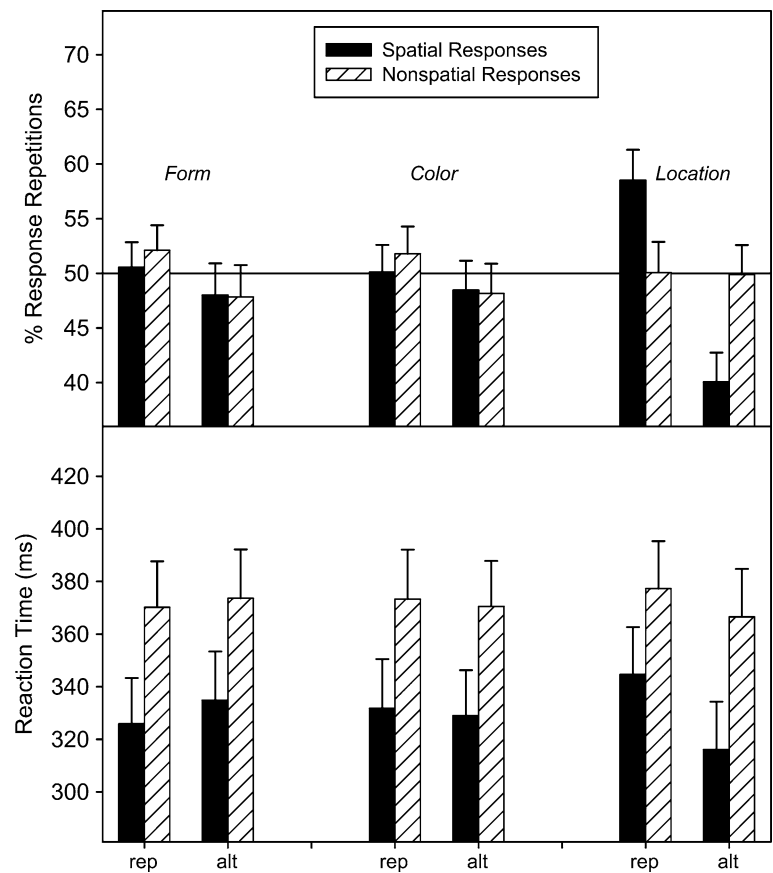 Spatial Responses
Nonspatial Responses
% Response Repetitions
70
65
60
55
50
45
40
Form
Color
Location
Reaction Time (ms)
420
400
380
360
340
320
300
rep alt rep alt rep alt